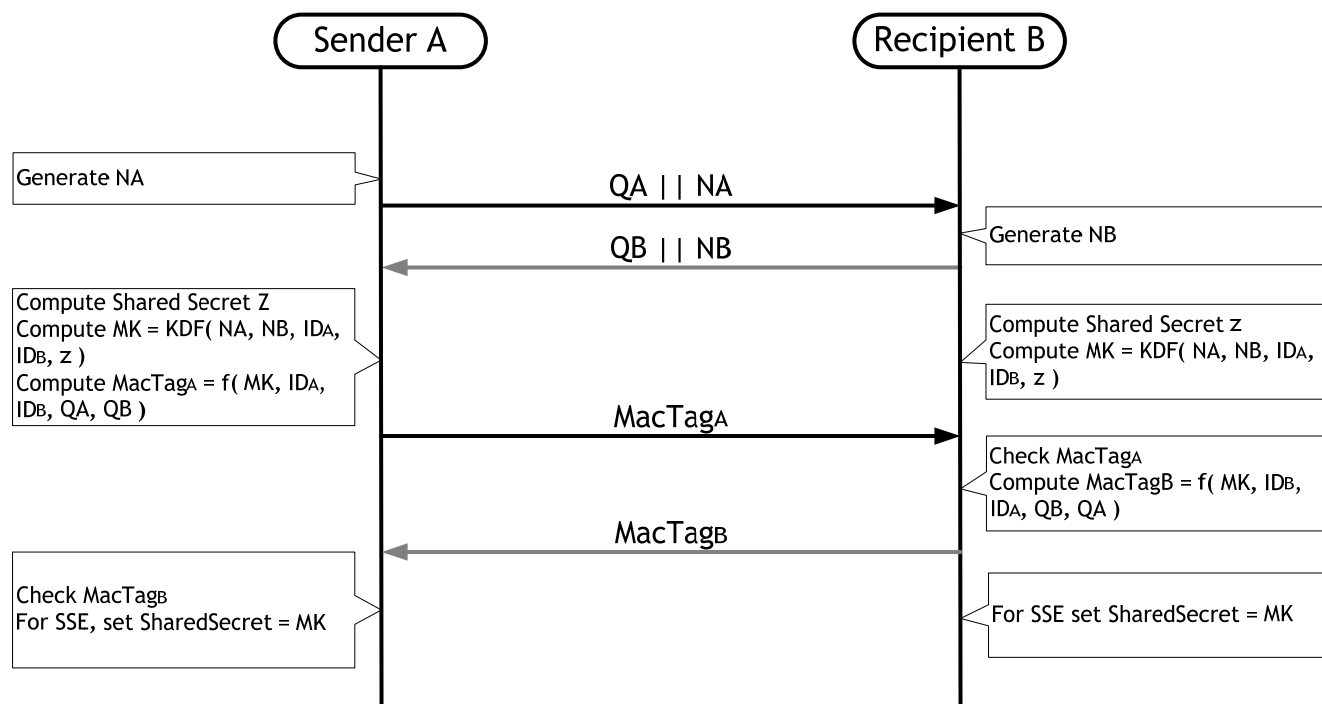 Sender A
Recipient B
Generate NA
QA || NA
Generate NB
QB || NB
Compute Shared Secret Z
Compute MK = KDF( NA, NB, IDA,
IDB, z )
Compute MacTagA = f( MK, IDA,
IDB, QA, QB )
Compute Shared Secret z
Compute MK = KDF( NA, NB, IDA,
IDB, z )
MacTagA
Check MacTagA
Compute MacTagB = f( MK, IDB,
IDA, QB, QA )
MacTagB
Check MacTagB
For SSE, set SharedSecret = MK
For SSE set SharedSecret = MK